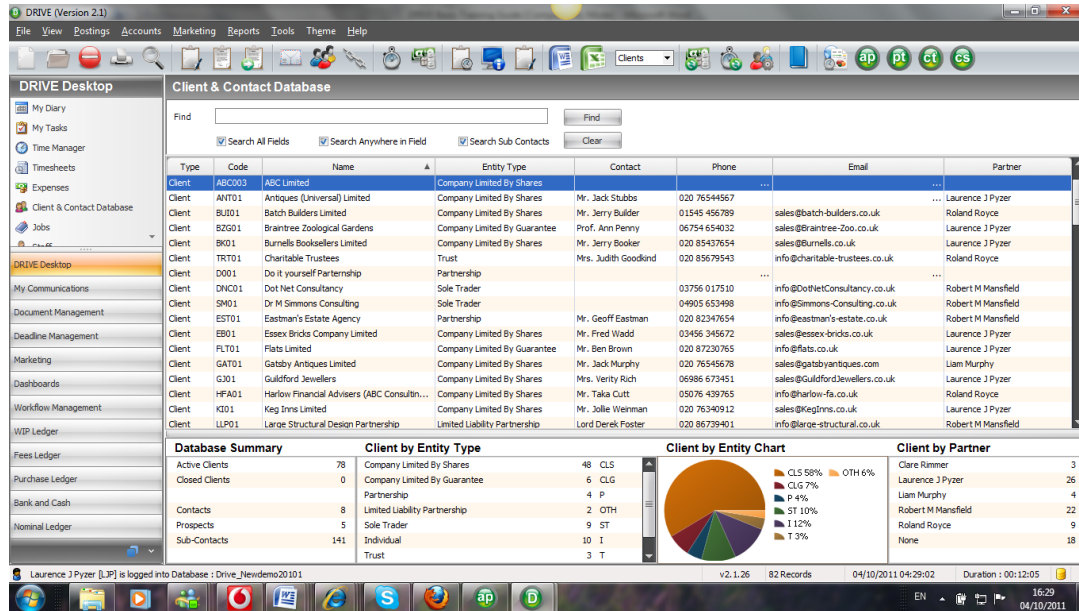 DRIVE (Version 2.1)
File View Postings Accounts Marketing Reports Tools Theme Help
Clients
ap pt ct cs
DRIVE Desktop
My Diary
My Tasks
Time Manager
Timesheets
Expenses
Client & Contact Database
Jobs
Staff
DRIVE Desktop
My Communications
Document Management
Deadline Management
Marketing
Dashboards
Workflow Management
WIP Ledger
Fees Ledger
Purchase Ledger
Bank and Cash
Nominal Ledger
Client & Contact Database
Find Find
Search All Fields Search Anywhere in Field Search Sub Contacts Clear
Type Code Name Entity Type Contact Phone Email Partner
Client ABC003 ABC Limited Company Limited By Shares ... ...
Client ANT01 Antiques (Universal) Limited Company Limited By Shares Mr. Jack Stubbs 020 76544567 ... Laurence J Pyzer
Client BUI01 Batch Builders Limited Company Limited By Shares Mr. Jerry Builder 01545 456789 sales@batch-builders.co.uk Roland Royce
Client BZG01 Braintree Zoological Gardens Company Limited By Guarantee Prof. Ann Penny 06754 654032 sales@Braintree-Zoo.co.uk Roland Royce
Client BK01 Burnells Booksellers Limited Company Limited By Shares Mr. Jerry Booker 020 85437654 sales@Burnells.co.uk Roland Royce
Client TRT01 Charitable Trustees Trust Mrs. Judith Goodkind 020 85679543 info@charitable-trustees.co.uk Roland Royce
Client D001 Do it yourself Parternship Partnership ... ...
Client DNC01 Dot Net Consultancy Sole Trader 03756 017510 info@DotNetConsultancy.co.uk Robert M Mansfield
Client SM01 Dr M Simmons Consulting Sole Trader 04905 653498 info@Simmons-Consulting.co.uk Robert M Mansfield
Client EST01 Eastman's Estate Agency Partnership Mr. Geoff Eastman 020 82347654 info@eastman's-estate.co.uk Robert M Mansfield
Client EB01 Essex Bricks Company Limited Company Limited By Shares Mr. Fred Wadd 03456 345672 sales@essex-bricks.co.uk Laurence J Pyzer
Client FLT01 Flats Limited Company Limited By Guarantee Mr. Ben Brown 020 87230765 info@flats.co.uk Laurence J Pyzer
Client GAT01 Gatsby Antiques Limited Company Limited By Shares Mr. Jack Murphy 020 76545678 sales@gatsbyantiques.com Liam Murphy
Client GJ01 Guildford Jewellers Company Limited By Shares Mrs. Verity Rich 06986 673451 sales@GuildfordJewellers.co.uk Laurence J Pyzer
Client HFA01 Harlow Financial Advisers (ABC Consultin... Company Limited By Shares Mr. Taka Cutt 05076 439765 info@harlow-fa.co.uk Roland Royce
Client KI01 Keg Inns Limited Company Limited By Shares Mr. Jollie Weinman 020 76340912 sales@KegInns.co.uk Roland Royce
Client LLP01 Large Structural Design Partnership Limited Liability Partnership Lord Derek Foster 020 86739401 info@large-structural.co.uk Robert M Mansfield
Database Summary
Active Clients 78
Closed Clients 0
Contacts 8
Prospects 5
Sub-Contacts 141
Client by Entity Type
Company Limited By Shares 48 CLS
Company Limited By Guarantee 6 CLG
Partnership 4 P
Limited Liability Partnership 2 OTH
Sole Trader 9 ST
Individual 10 I
Trust 3 T
Client by Entity Chart
CLS 58% OTH 6%
CLG 7%
P 4%
ST 10%
I 12%
T 3%
Client by Partner
Clare Rimmer 3
Laurence J Pyzer 26
Liam Murphy 4
Robert M Mansfield 22
Roland Royce 9
None 18
Laurence J Pyzer [LJP] is logged into Database : Drive_Newdemo20101 v2.1.26 82 Records 04/10/2011 04:29:02 Duration : 00:12:05
EN 16:29
04/10/2011